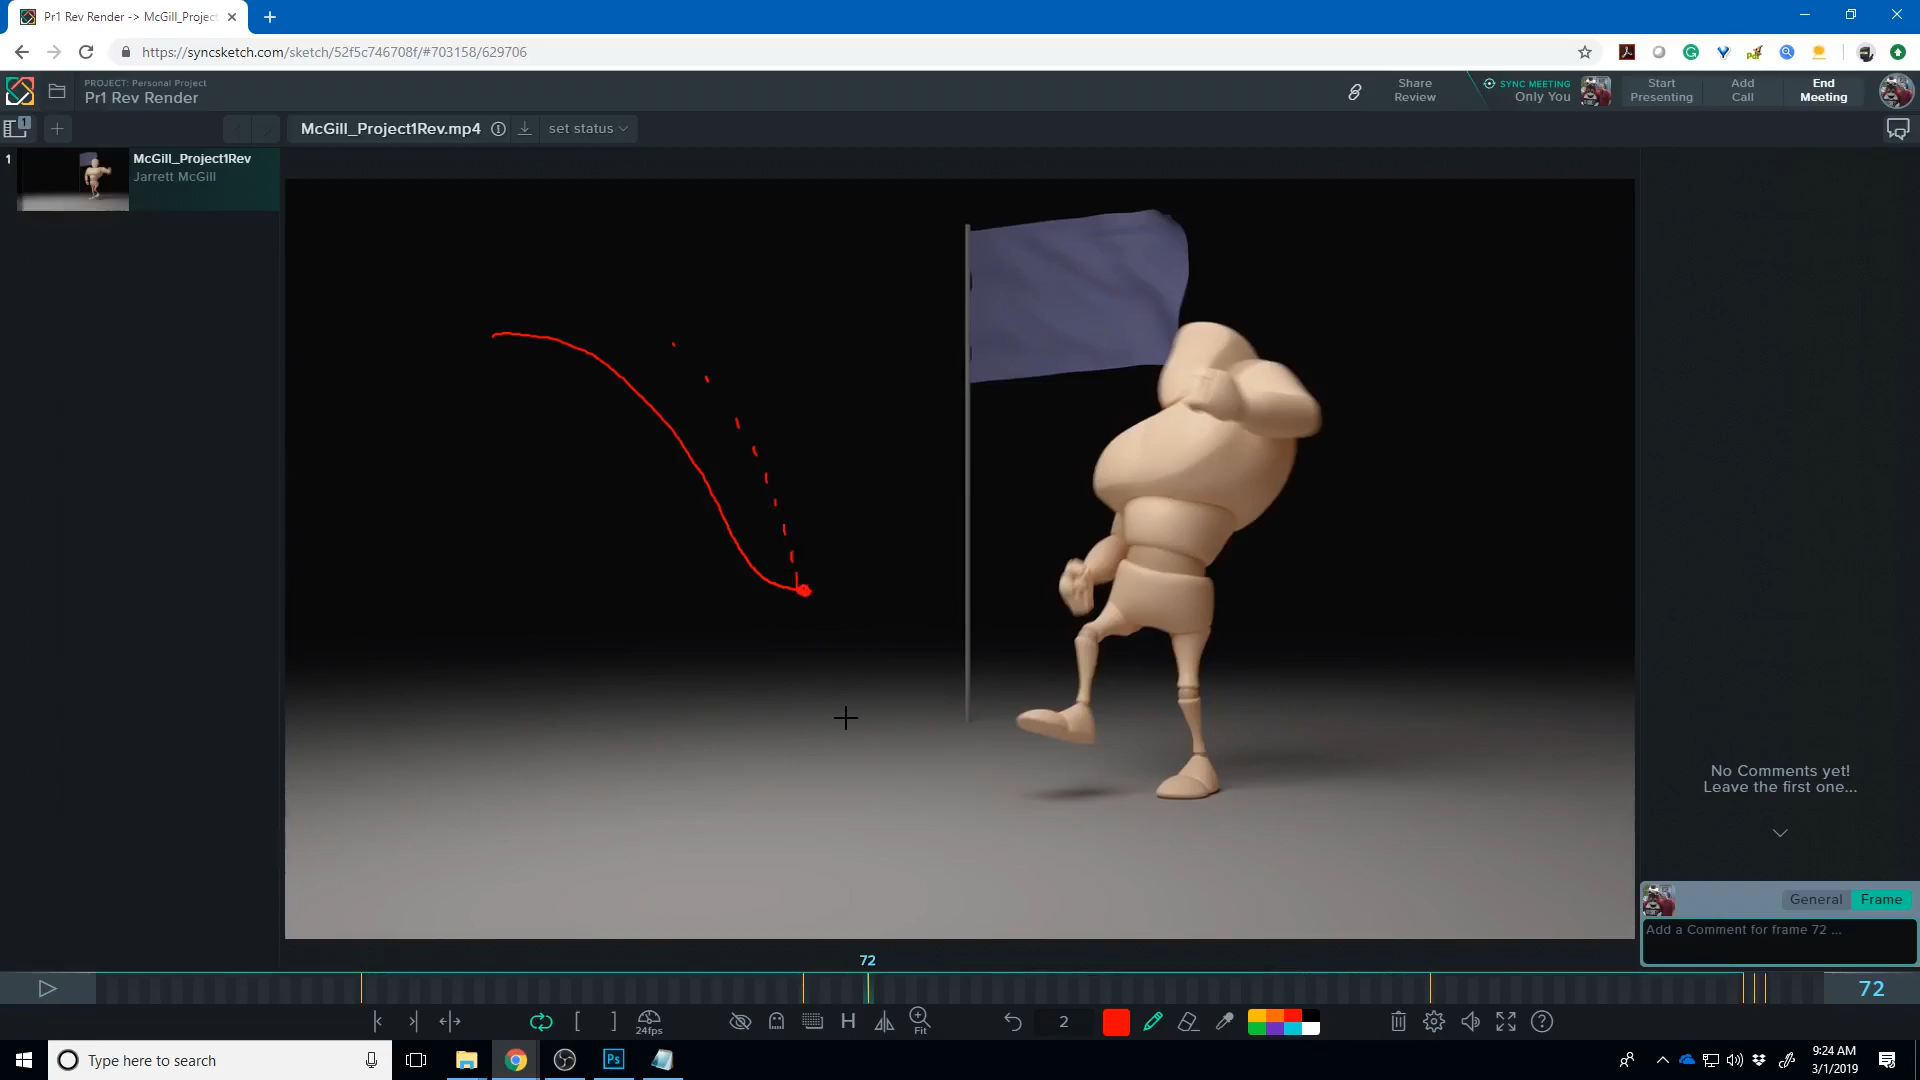 Pr1 Rev Render -> McGill_Project
https://syncsketch.com/sketch/52f5c746708f/#703158/629706
PROJECT: Personal Project
Pr1 Rev Render
Share
Review
SYNC MEETING
Only You
Start
Presenting
Add
Call
End
Meeting
1
McGill_Project1Rev.mp4
set status
1
McGill_Project1Rev
Jarrett McGill
No Comments yet!
Leave the first one...
General
Frame
Add a Comment for frame 72 ...
72
72
24fps
H
Fit
2
Type here to search
Ps
9:24 AM
3/1/2019